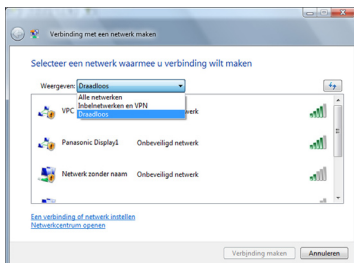 Verbinding met een netwerk maken
Selecteer een netwerk waarmee u verbinding wilt maken
Weergeven: Draadloos
Alle netwerken
Inbelnetwerken en VPN
Draadloos
VPC
Panasonic Display1 Onbeveiligd netwerk
Netwerk zonder naam Onbeveiligd netwerk
Een verbinding of netwerk instellen
Netwerkcentrum openen
Verbinding maken Annuleren